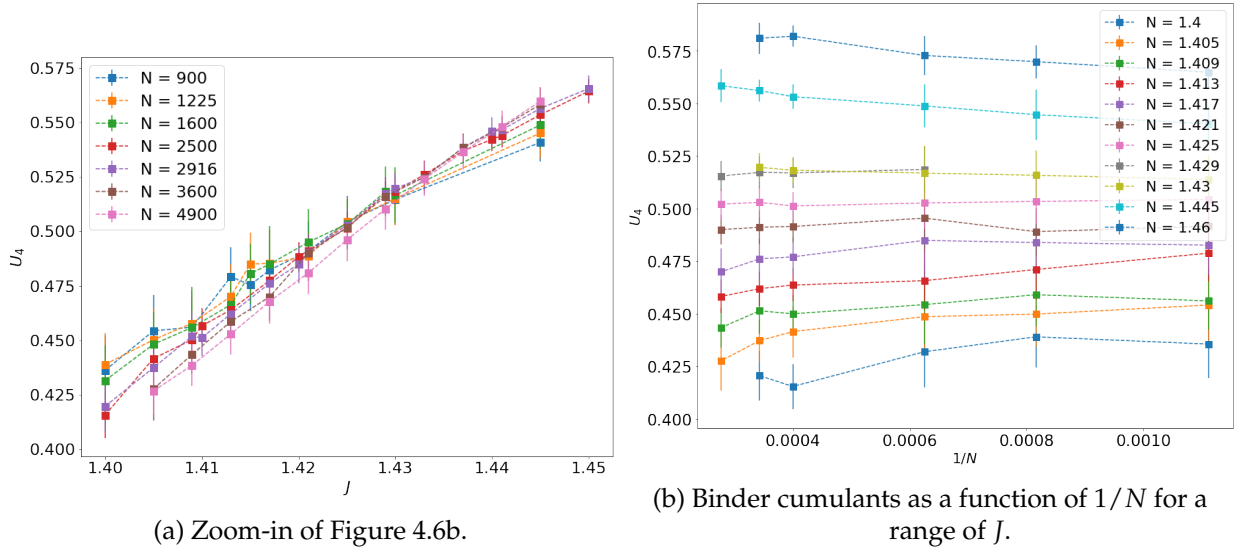 0.575
0.550
0.525
0.500
0.475
0.450
0.425
0.400
U₄
N = 900
N = 1225
N = 1600
N = 2500
N = 2916
N = 3600
N = 4900
1.40 1.41 1.42 1.43 1.44 1.45
J
(a) Zoom-in of Figure 4.6b.
0.575
0.550
0.525
0.500
0.475
0.450
0.425
0.400
U₄
N = 1.4
N = 1.405
N = 1.409
N = 1.413
N = 1.417
N = 1.421
N = 1.425
N = 1.429
N = 1.43
N = 1.445
N = 1.46
0.0004 0.0006 0.0008 0.0010
1/N
(b) Binder cumulants as a function of 1/N for a
range of J.